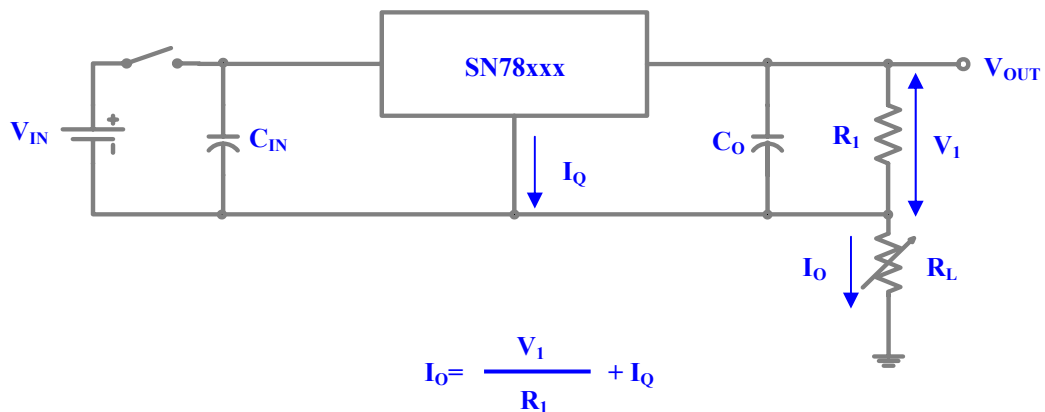 SN78xxx
V_OUT
V_IN
+
C_IN
I_Q
C_O
R_1
V_1
I_O
R_L
I_O= V_1 / R_1 + I_Q